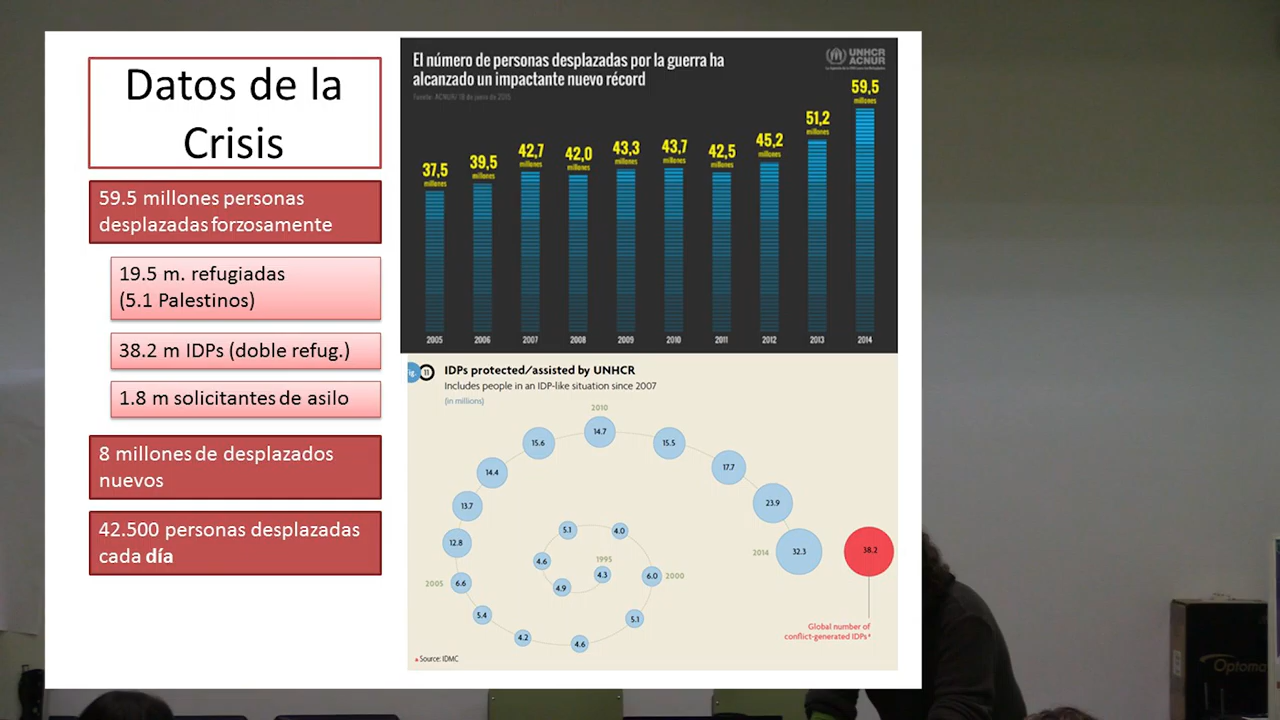 Datos de la
Crisis
59.5 millones personas
desplazadas forzosamente
19.5 m. refugiadas
(5.1 Palestinos)
38.2 m IDPs (doble refug.)
1.8 m solicitantes de asilo
8 millones de desplazados
nuevos
42.500 personas desplazadas
cada día
El número de personas desplazadas por la guerra ha
alcanzado un impactante nuevo récord
Fuente: ACNUR/ 18 de junio de 2015
UNHCR
ACNUR
37,5
millones
39,5
millones
42,7
millones
42,0
millones
43,3
millones
43,7
millones
42,5
millones
45,2
millones
51,2
millones
59,5
millones
2005 2006 2007 2008 2009 2010 2011 2012 2013 2014
11 IDPs protected/assisted by UNHCR
Includes people in an IDP-like situation since 2007
(in millions)
2010
14.7
15.6
15.5
14.4
17.7
13.7
23.9
5.1
4.0
12.8
2014
32.3
38.2
4.6
1995
4.3
6.0
2000
2005
6.6
4.9
5.4
5.1
4.2
4.6
Global number of
conflict-generated IDPs*
Source: IDMC
Optoma